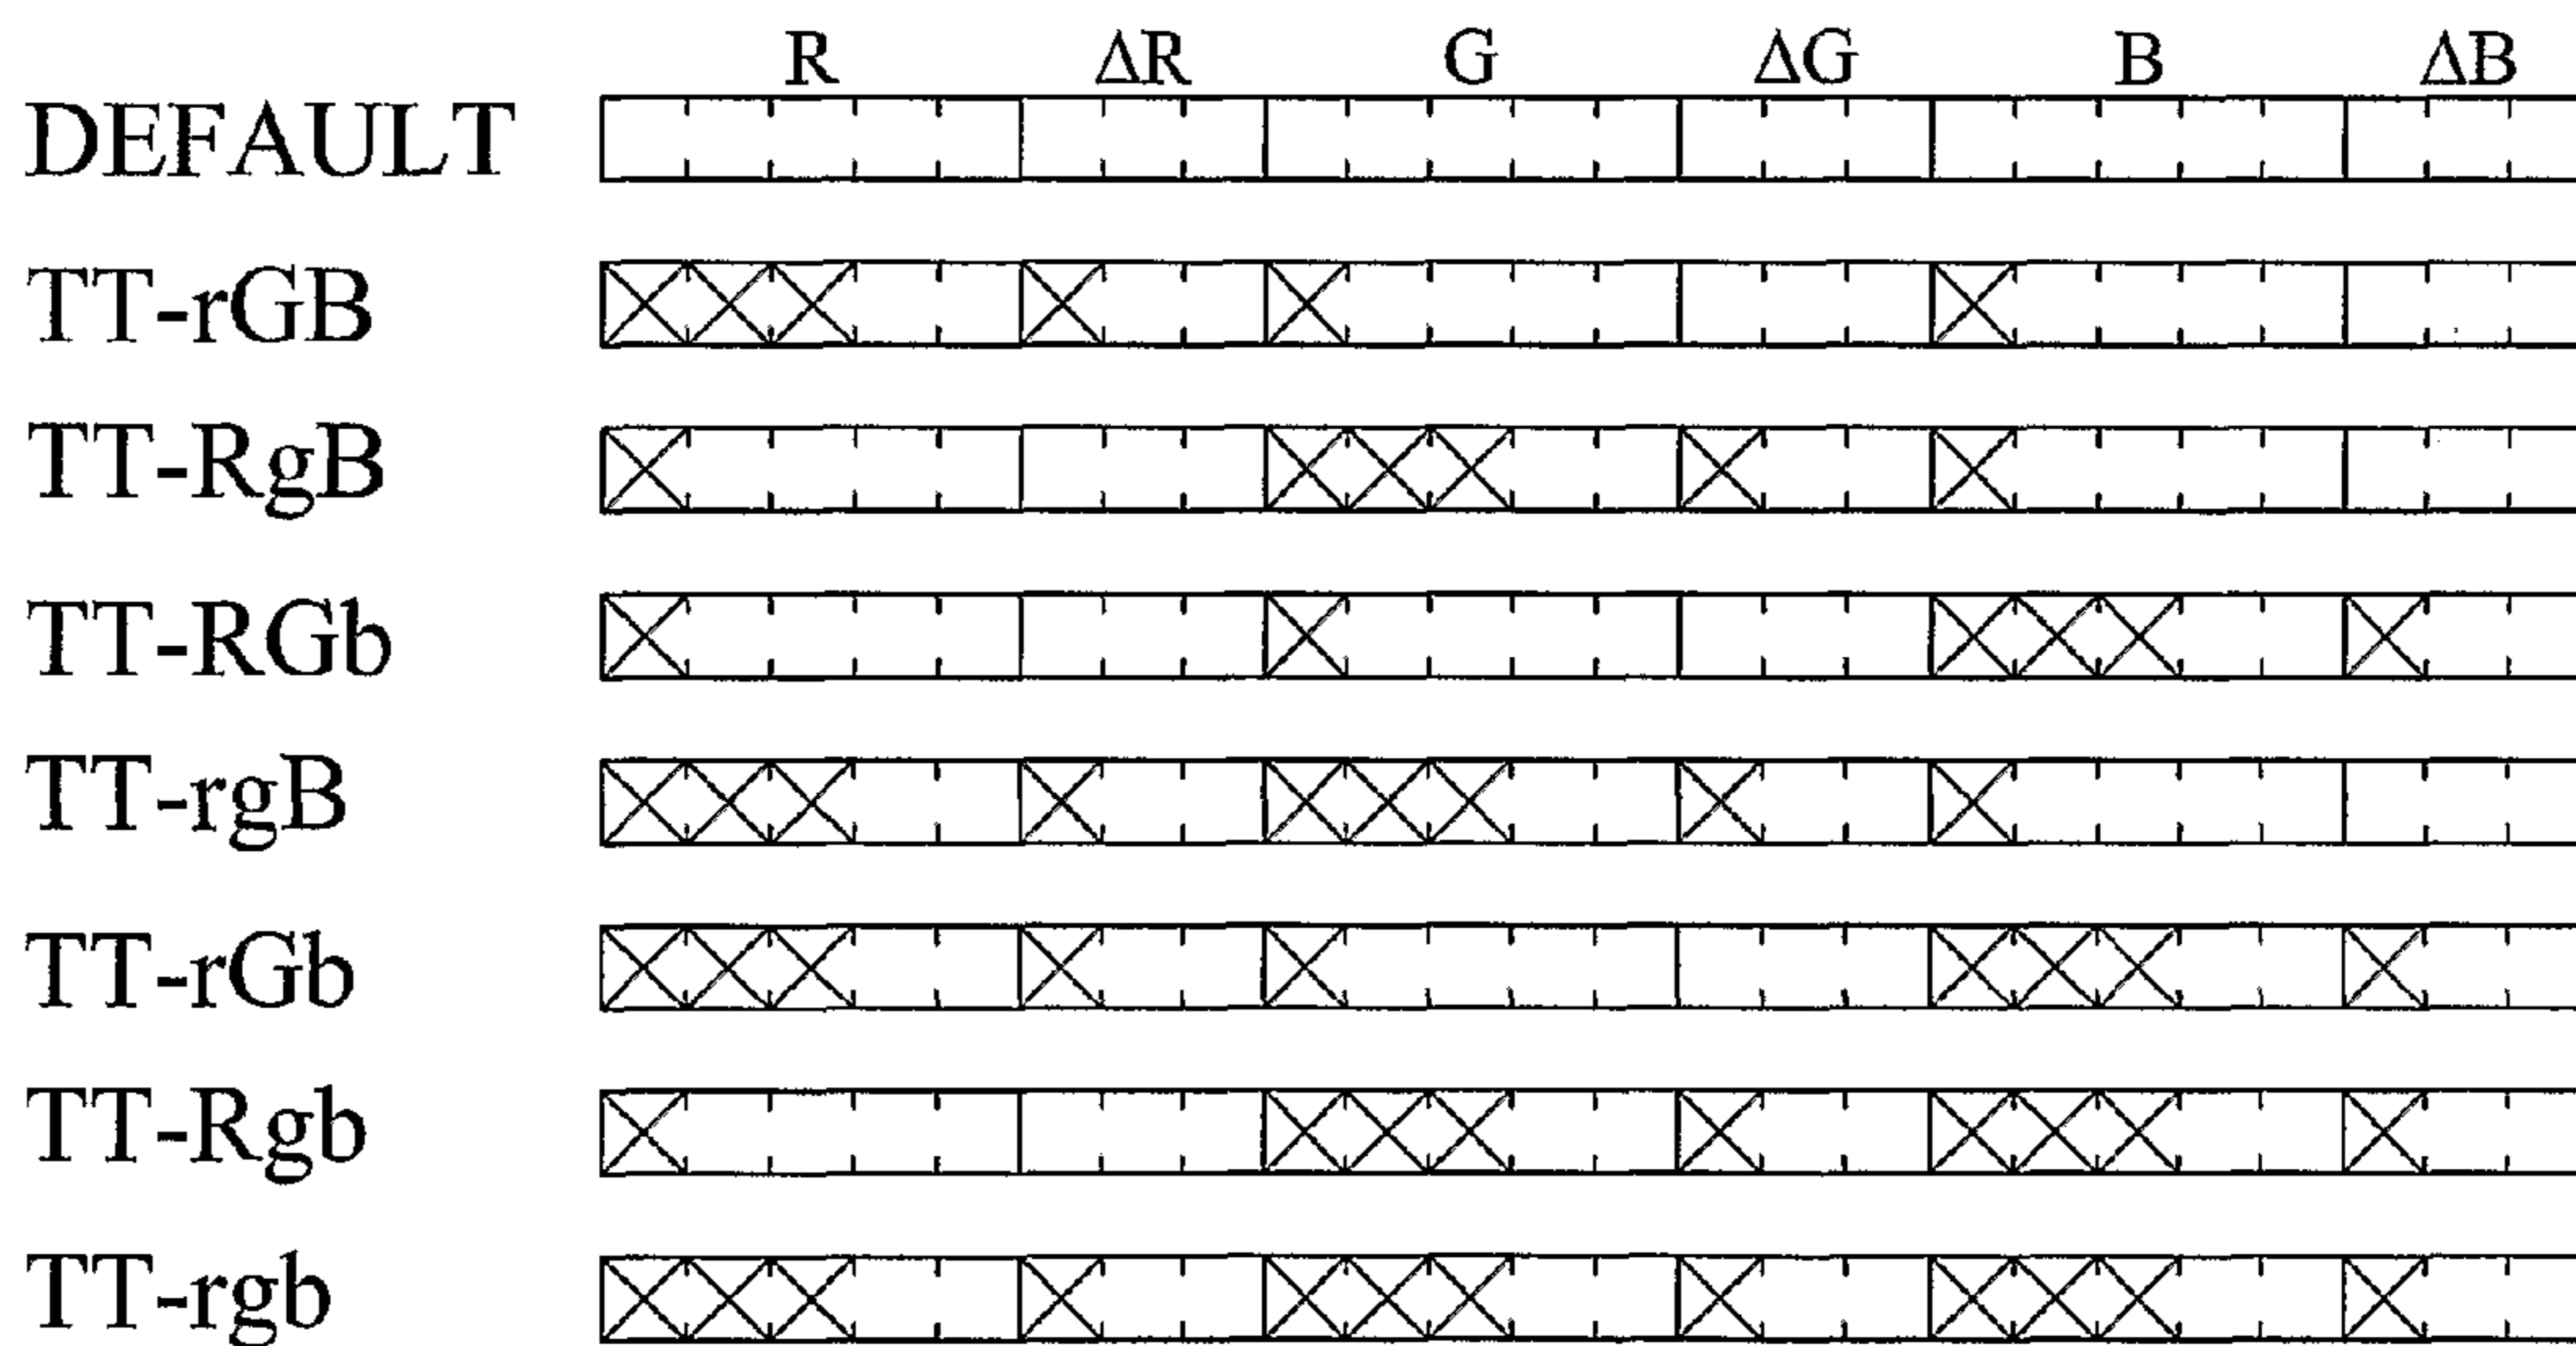 R ΔR G ΔG B ΔB
DEFAULT
TT-rGB
TT-RgB
TT-RGb
TT-rgB
TT-rGb
TT-Rgb
TT-rgb